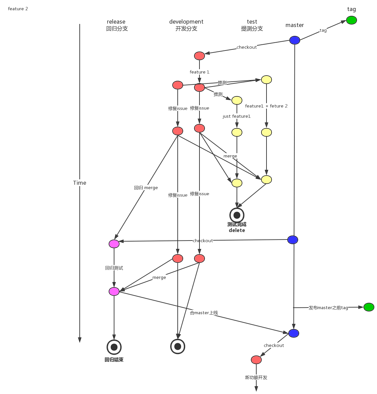 feature 2
tag
release
回归分支
development
开发分支
test
提测分支
master
tag
checkout
feature 1
提测
提测
修复issue
修复issue
feature1 + feture 2
just feature1
merge
Time
回归 merge
修复issue
修复issue
测试完结
delete
checkout
回归测试
merge
合master上线
发布master之前tag
checkout
新功能开发
回归结束